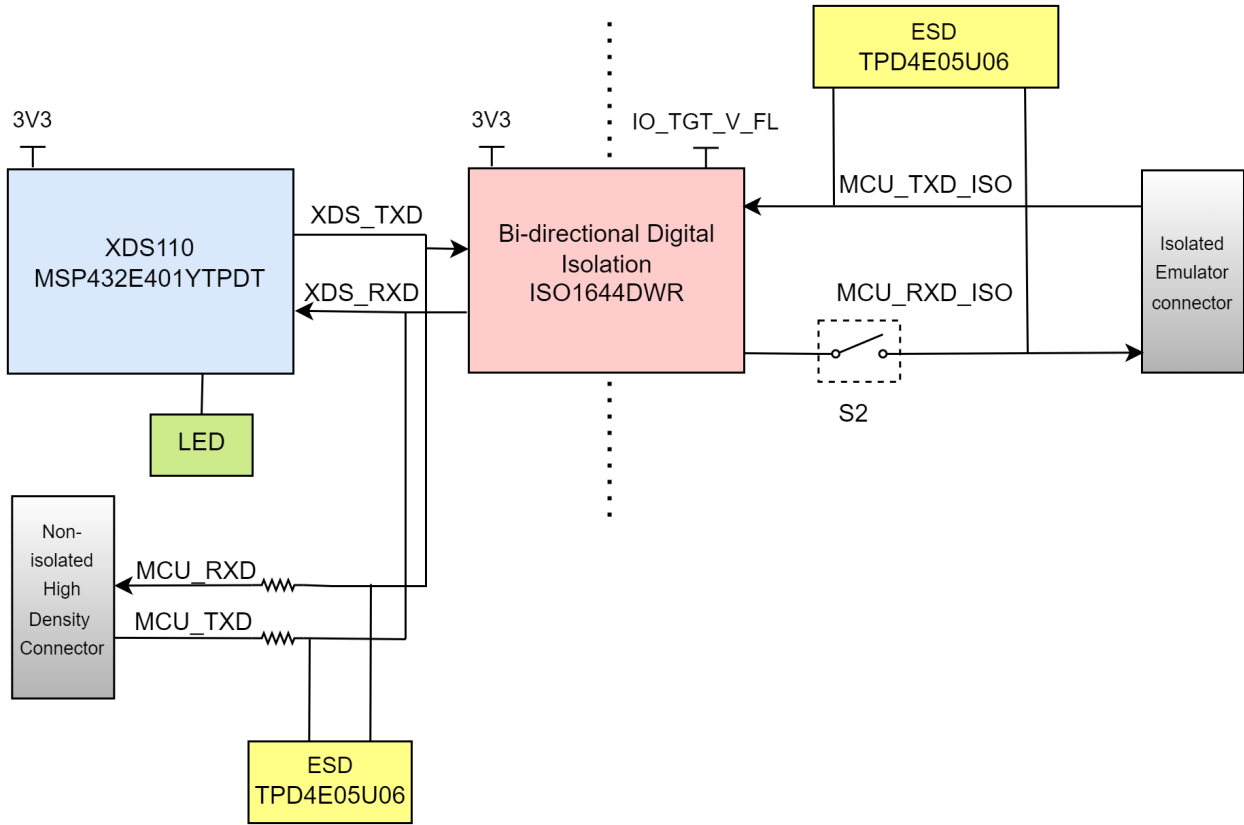 ESD
TPD4E05U06
3V3
3V3
IO_TGT_V_FL
XDS110
MSP432E401YTPDT
XDS_TXD
XDS_RXD
Bi-directional Digital
Isolation
ISO1644DWR
MCU_TXD_ISO
MCU_RXD_ISO
S2
Isolated
Emulator
connector
LED
Non-
isolated
High
Density
Connector
MCU_RXD
MCU_TXD
ESD
TPD4E05U06